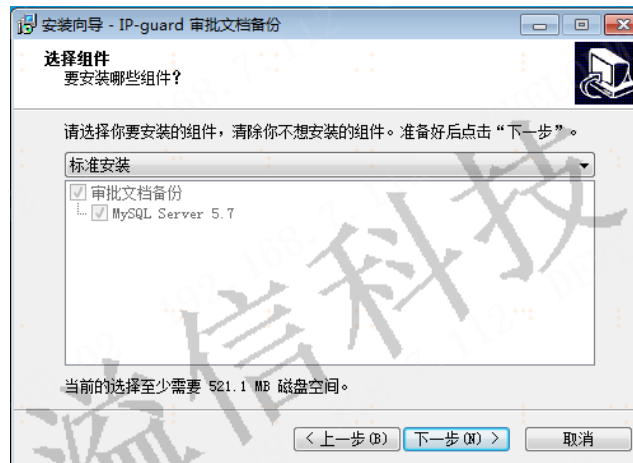 安装向导 - IP-guard 审批文档备份
选择组件
要安装哪些组件?
请选择你要安装的组件，清除你不想安装的组件。准备好后点击“下一步”。
标准安装
审批文档备份
MySQL Server 5.7
当前的选择至少需要 521.1 MB 磁盘空间。
< 上一步(B)
下一步(N) >
取消
溢信科技